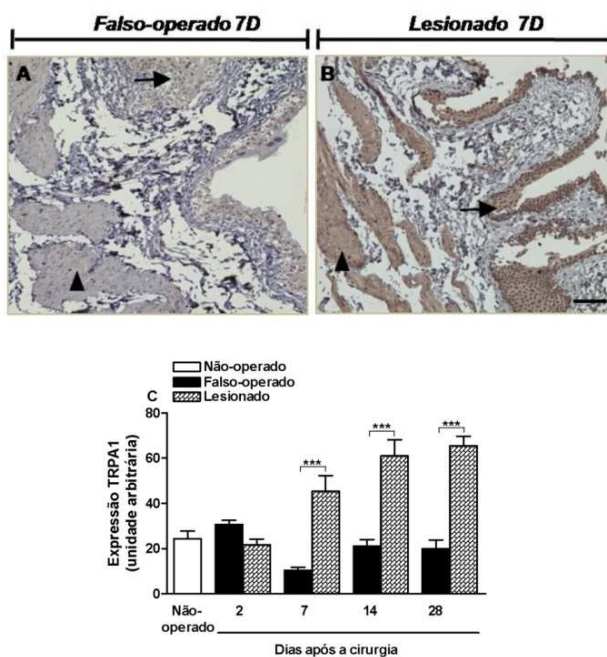 Falso-operado 7D
Lesionado 7D
A
B
C
Não-operado
Falso-operado
Lesionado
Expressão TRPA1
(unidade arbitrária)
80
60
40
20
0
***
***
***
Não-
operado
2
7
14
28
Dias após a cirurgia